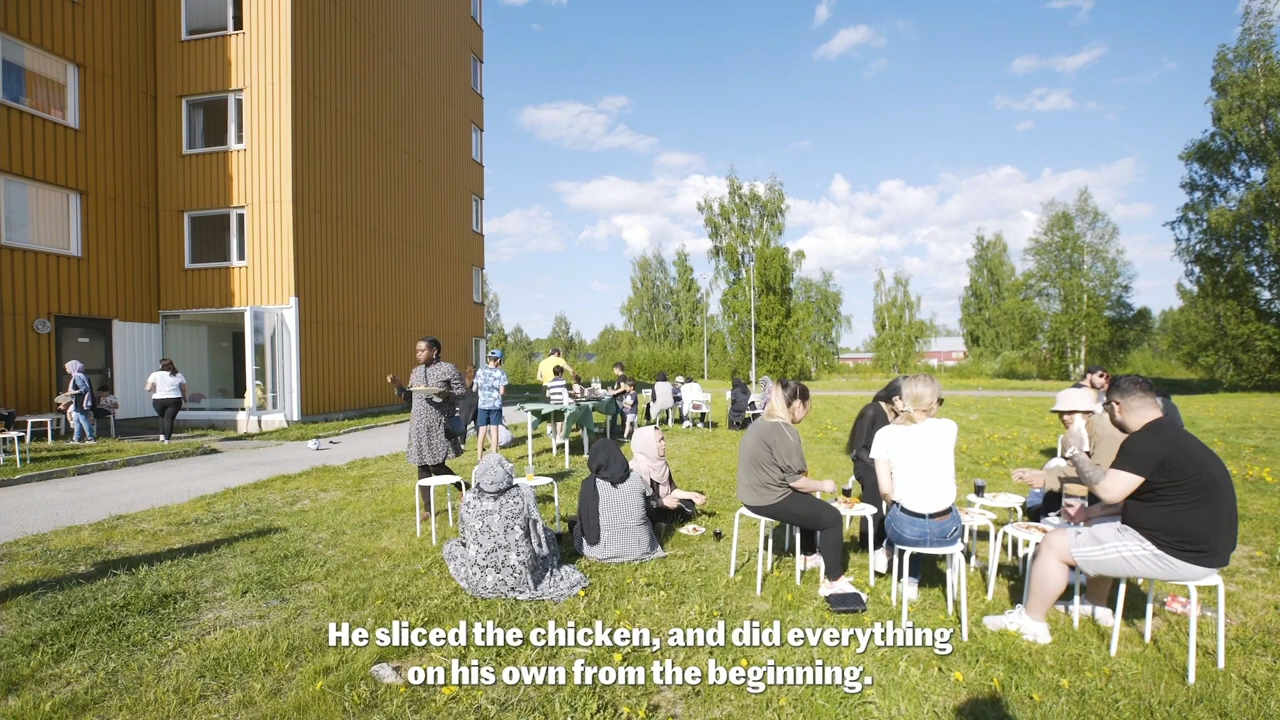 He sliced the chicken, and did everything
on his own from the beginning.